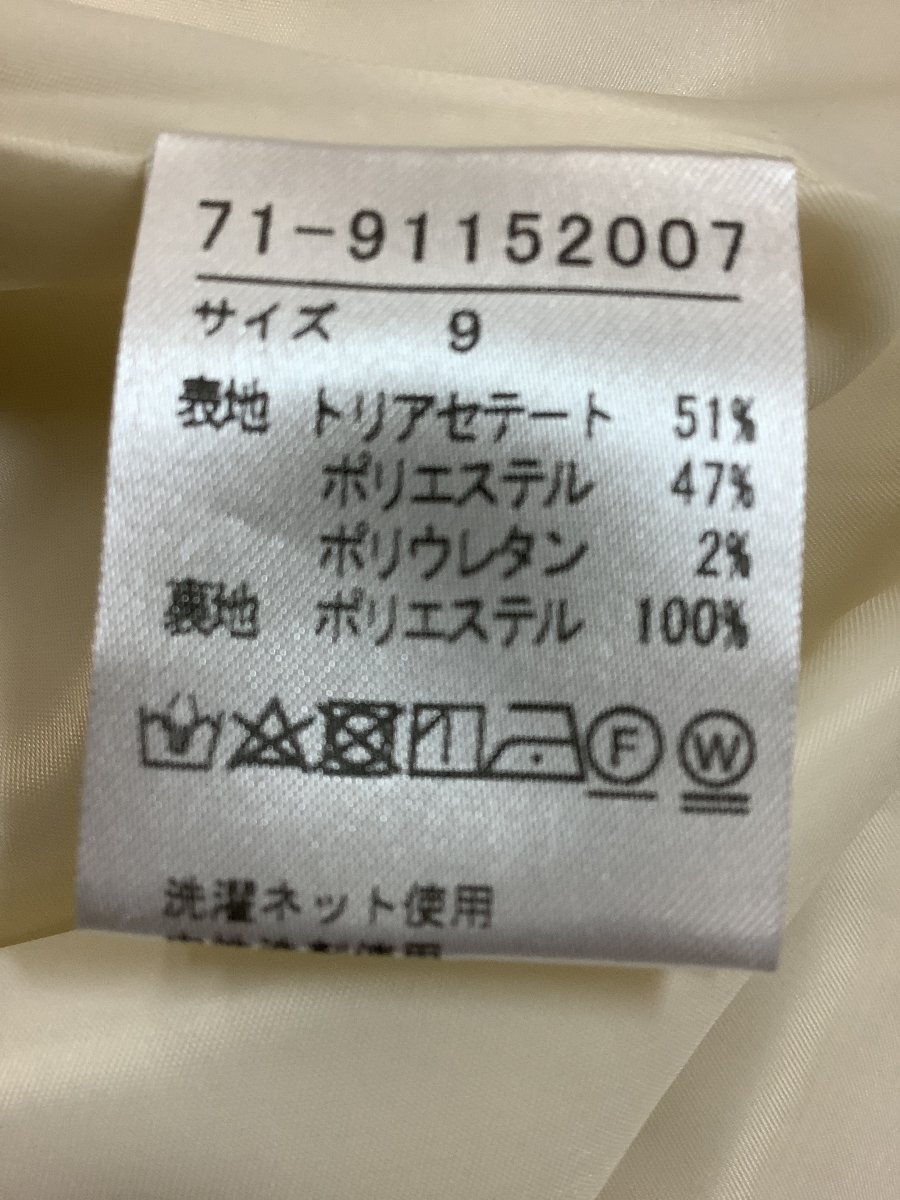 71-91152007
サイズ 9
表地 トリアセテート 51%
ポリエステル 47%
ポリウレタン 2%
裏地 ポリエステル 100%
F W
洗濯ネット使用